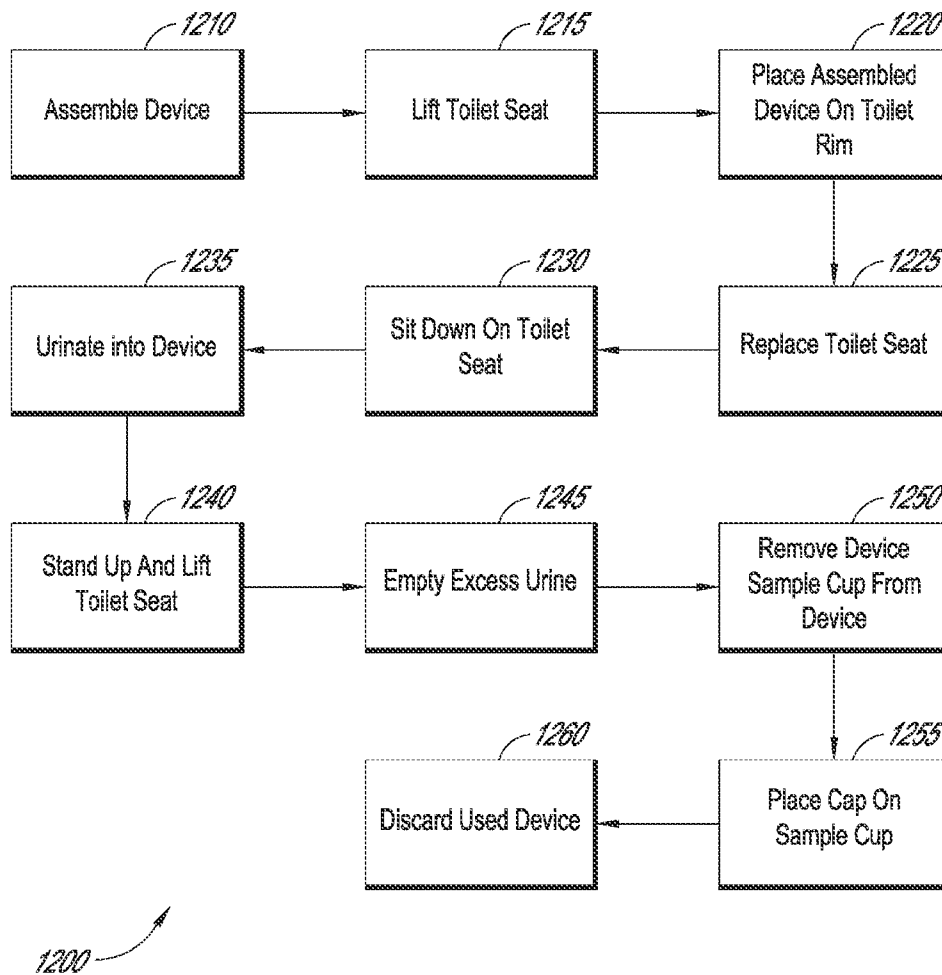 1210
Assemble Device
1215
Lift Toilet Seat
1220
Place Assembled
Device On Toilet
Rim
1235
Urinate into Device
1230
Sit Down On Toilet
Seat
1225
Replace Toilet Seat
1240
Stand Up And Lift
Toilet Seat
1245
Empty Excess Urine
1250
Remove Device
Sample Cup From
Device
1260
Discard Used Device
1255
Place Cap On
Sample Cup
1200